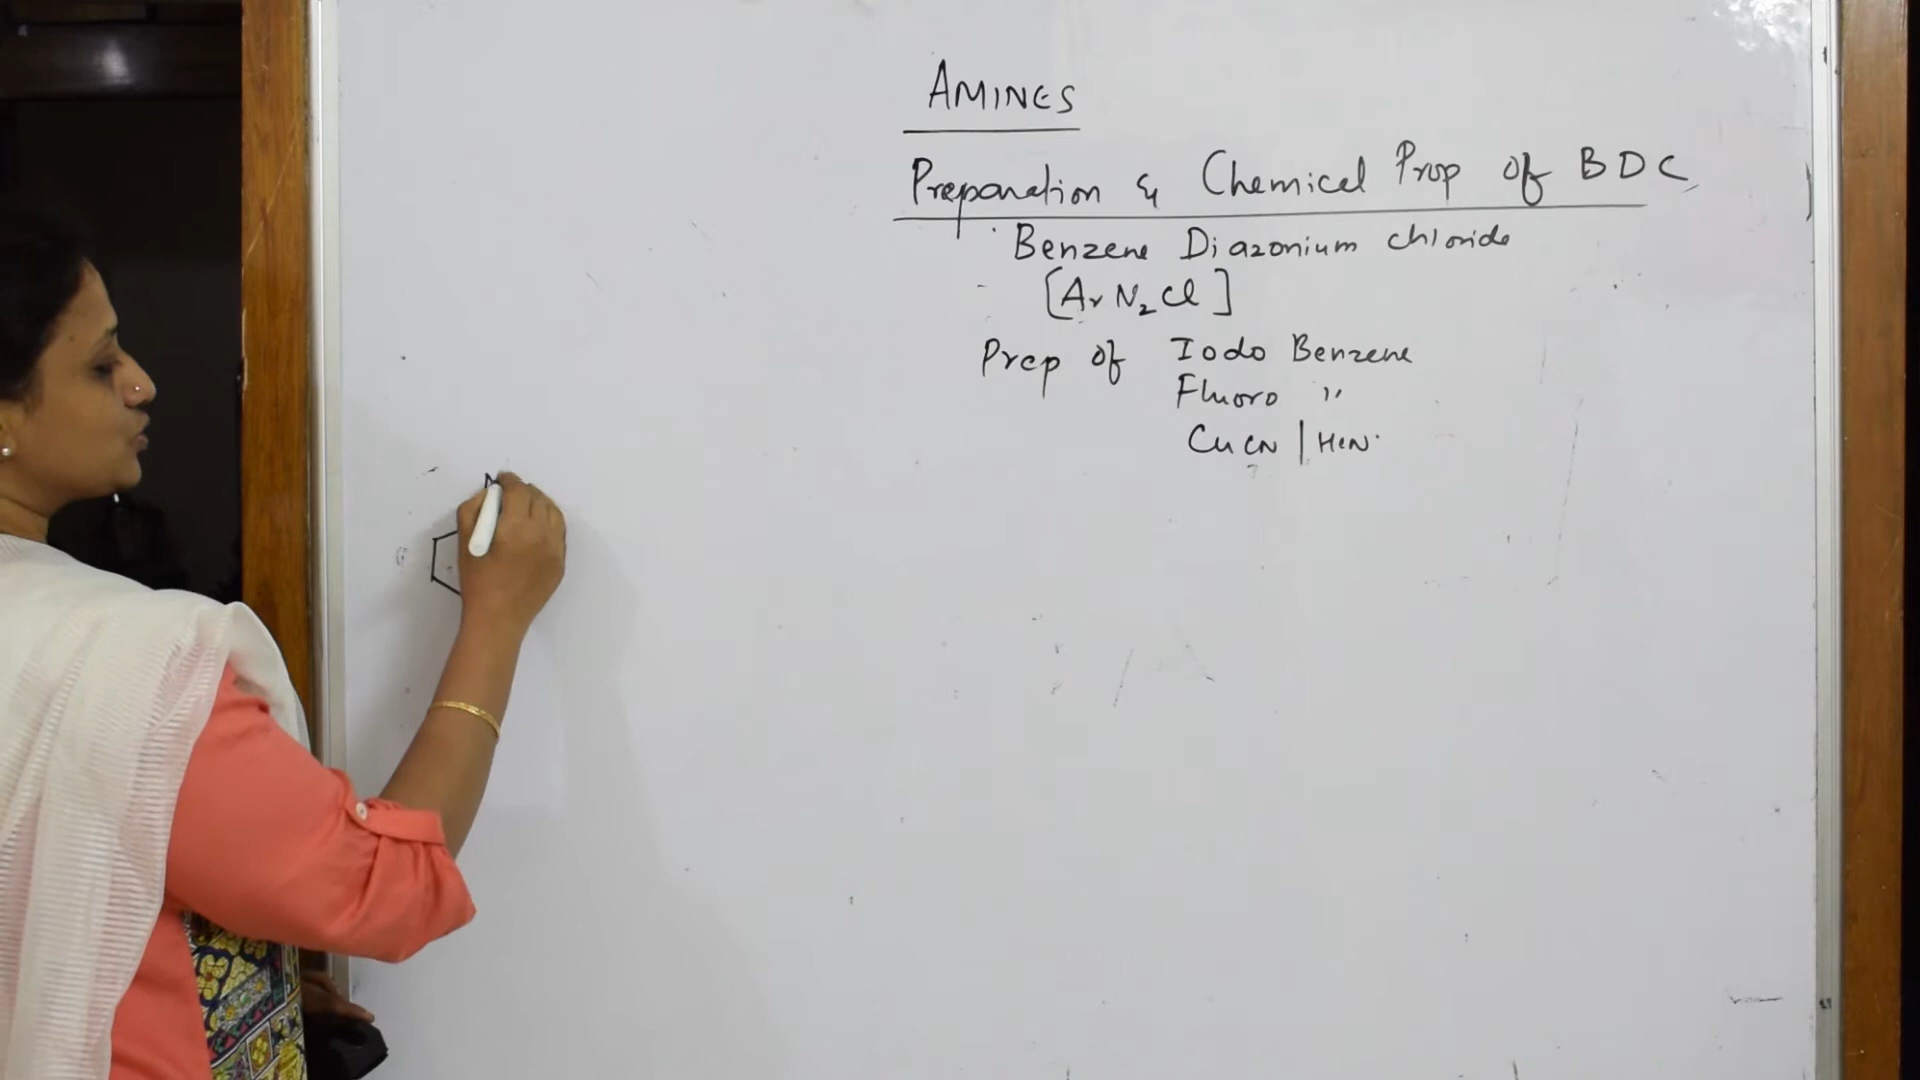 AMINES
Preparation & Chemical Prop of BDC
Benzene Diazonium chloride
[ArN₂Cl]
Prep of Iodo Benzene
Fluoro "
CuCN | HCN
N